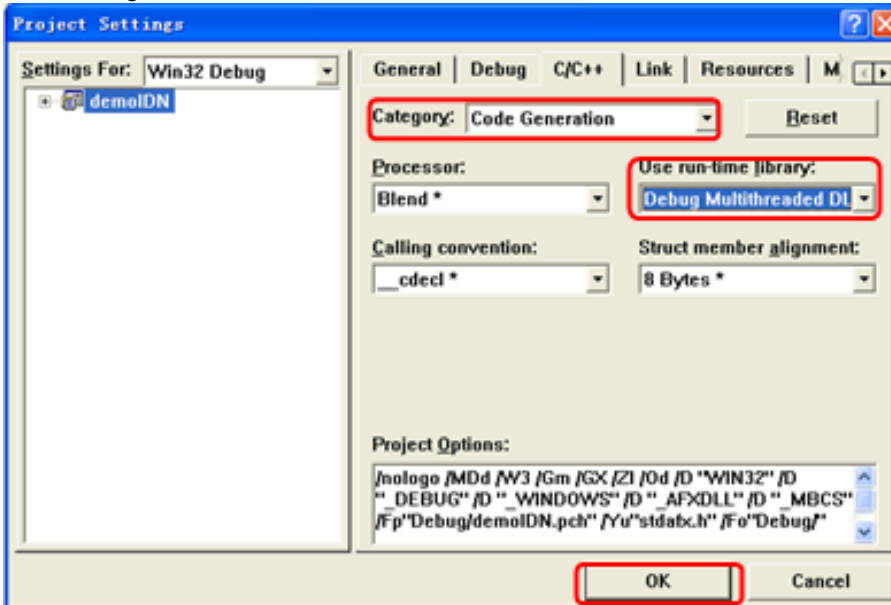 Project Settings
Settings For: Win32 Debug
demoIDN
General Debug C/C++ Link Resources M
Category: Code Generation
Reset
Processor:
Use run-time library:
Blend *
Debug Multithreaded DL
Calling convention:
Struct member alignment:
__cdecl *
8 Bytes *
Project Options:
/nologo /MDd /W3 /Gm /GX /ZI /Od /D "WIN32" /D
"_DEBUG" /D "_WINDOWS" /D "_AFXDLL" /D "_MBCS"
/Fp"Debug/demoIDN.pch" /Yu"stdafx.h" /Fo"Debug/"
OK
Cancel